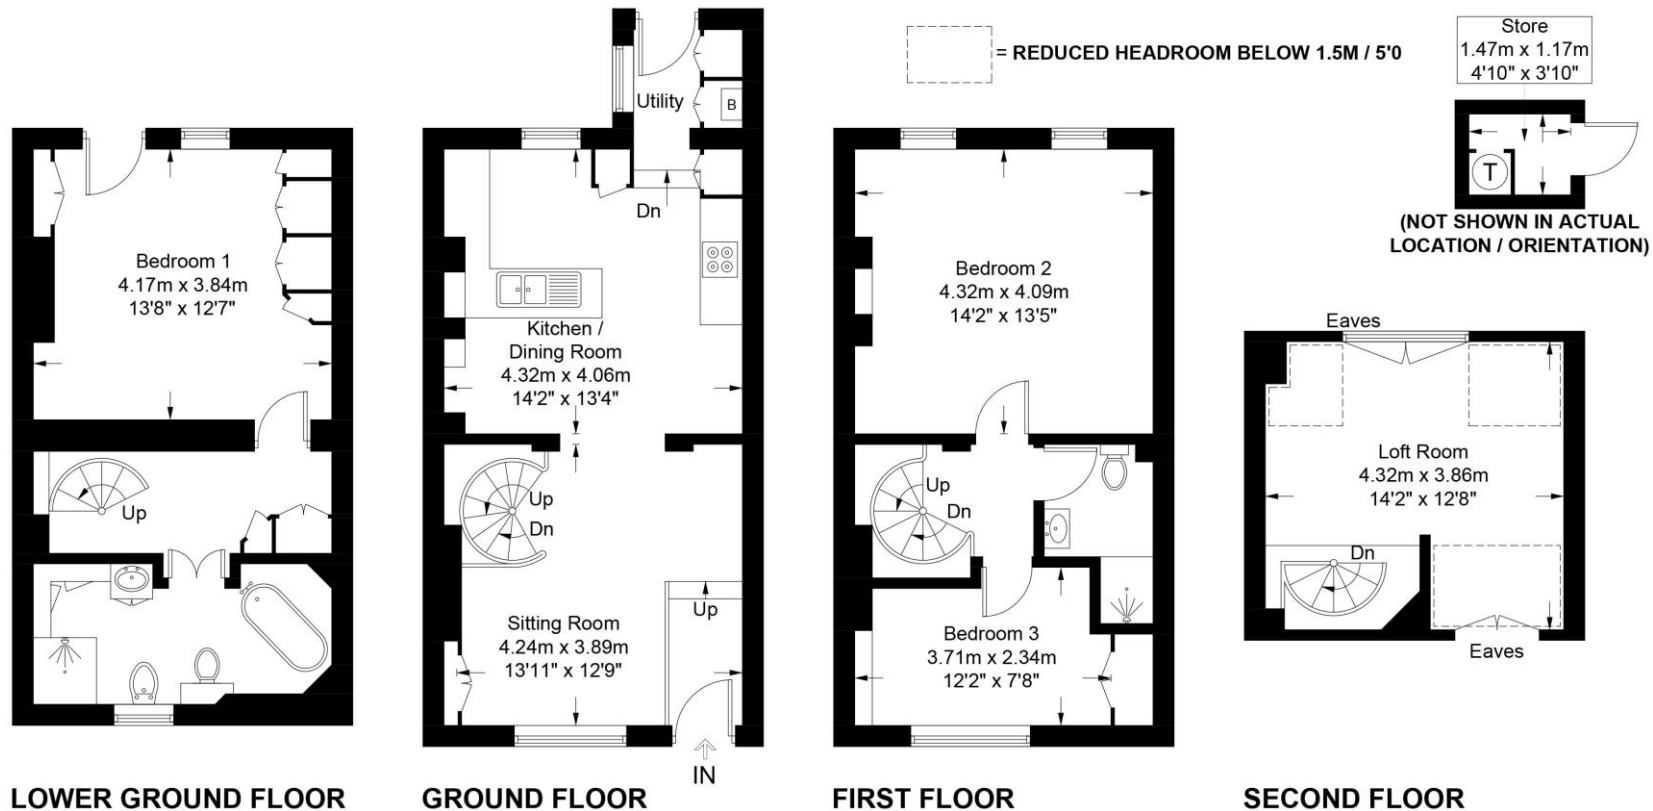 = REDUCED HEADROOM BELOW 1.5M / 5'0
Store
1.47m x 1.17m
4'10" x 3'10"
T
(NOT SHOWN IN ACTUAL
LOCATION / ORIENTATION)
Bedroom 1
4.17m x 3.84m
13'8" x 12'7"
Up
LOWER GROUND FLOOR
Utility
B
Dn
Kitchen /
Dining Room
4.32m x 4.06m
14'2" x 13'4"
Up
Dn
Up
Sitting Room
4.24m x 3.89m
13'11" x 12'9"
IN
GROUND FLOOR
Bedroom 2
4.32m x 4.09m
14'2" x 13'5"
Up
Dn
Bedroom 3
3.71m x 2.34m
12'2" x 7'8"
FIRST FLOOR
Eaves
Loft Room
4.32m x 3.86m
14'2" x 12'8"
Dn
Eaves
SECOND FLOOR